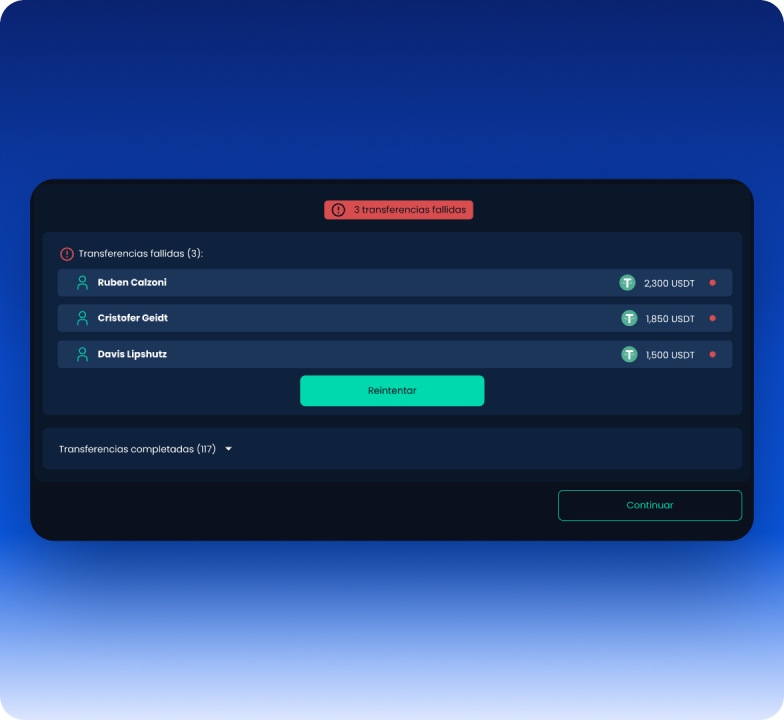 3 transferencias fallidas
Transferencias fallidas (3):
Ruben Calzoni 2,300 USDT
Cristofer Geidt 1,850 USDT
Davis Lipshutz 1,500 USDT
Reintentar
Transferencias completadas (117)
Continuar